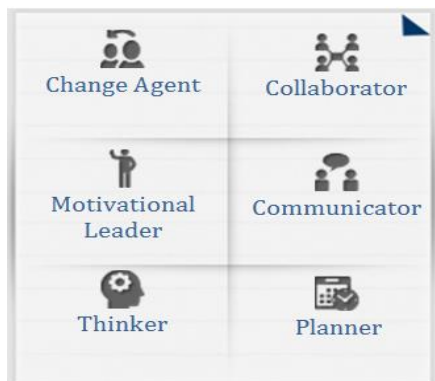 Change Agent
Collaborator
Motivational
Leader
Communicator
Thinker
Planner